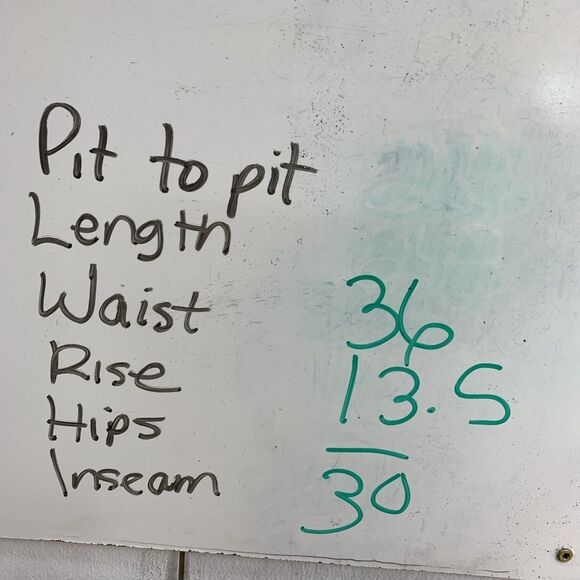 Pit to pit
Length
Waist 36
Rise 13.5
Hips —
Inseam 30